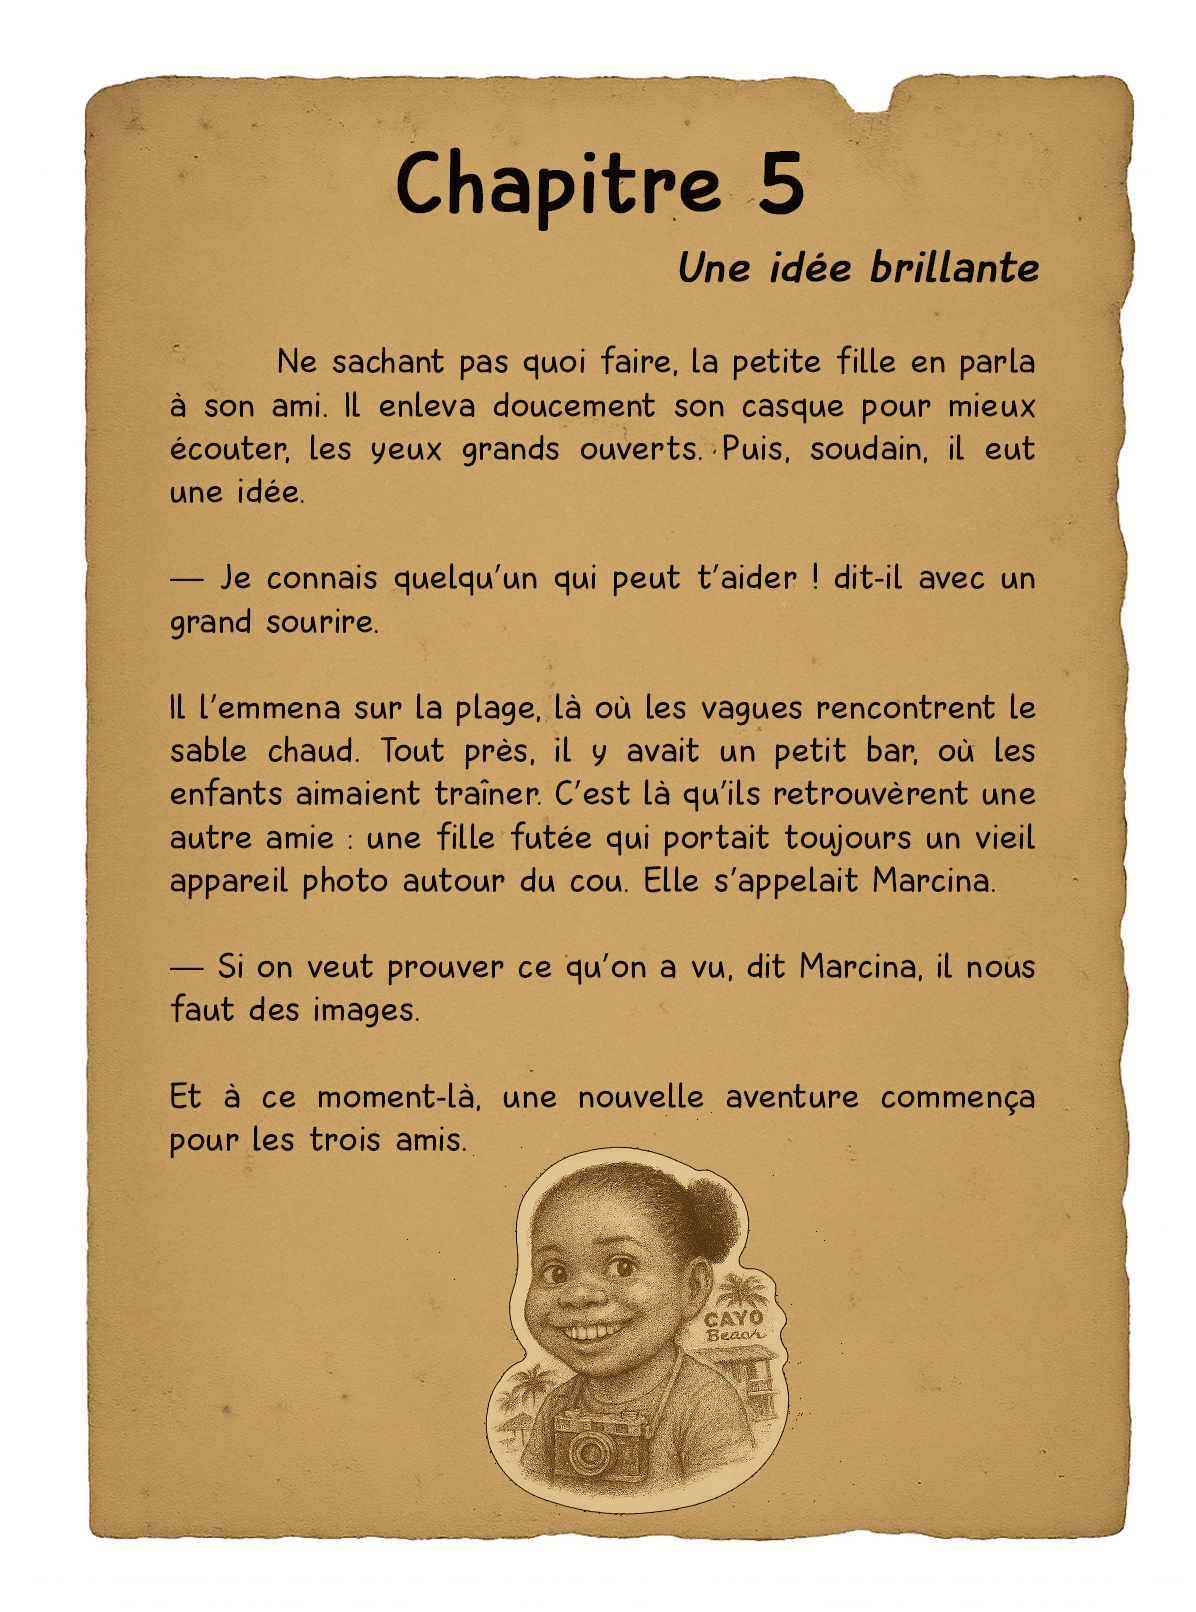 Chapitre 5
Une idée brillante
Ne sachant pas quoi faire, la petite fille en parla
à son ami. Il enleva doucement son casque pour mieux
écouter, les yeux grands ouverts. Puis, soudain, il eut
une idée.
— Je connais quelqu'un qui peut t'aider ! dit-il avec un
grand sourire.
Il l'emmena sur la plage, là où les vagues rencontrent le
sable chaud. Tout près, il y avait un petit bar, où les
enfants aimaient traîner. C'est là qu'ils retrouvèrent une
autre amie : une fille futée qui portait toujours un vieil
appareil photo autour du cou. Elle s'appelait Marcina.
— Si on veut prouver ce qu'on a vu, dit Marcina, il nous
faut des images.
Et à ce moment-là, une nouvelle aventure commença
pour les trois amis.
CAYO
Beach